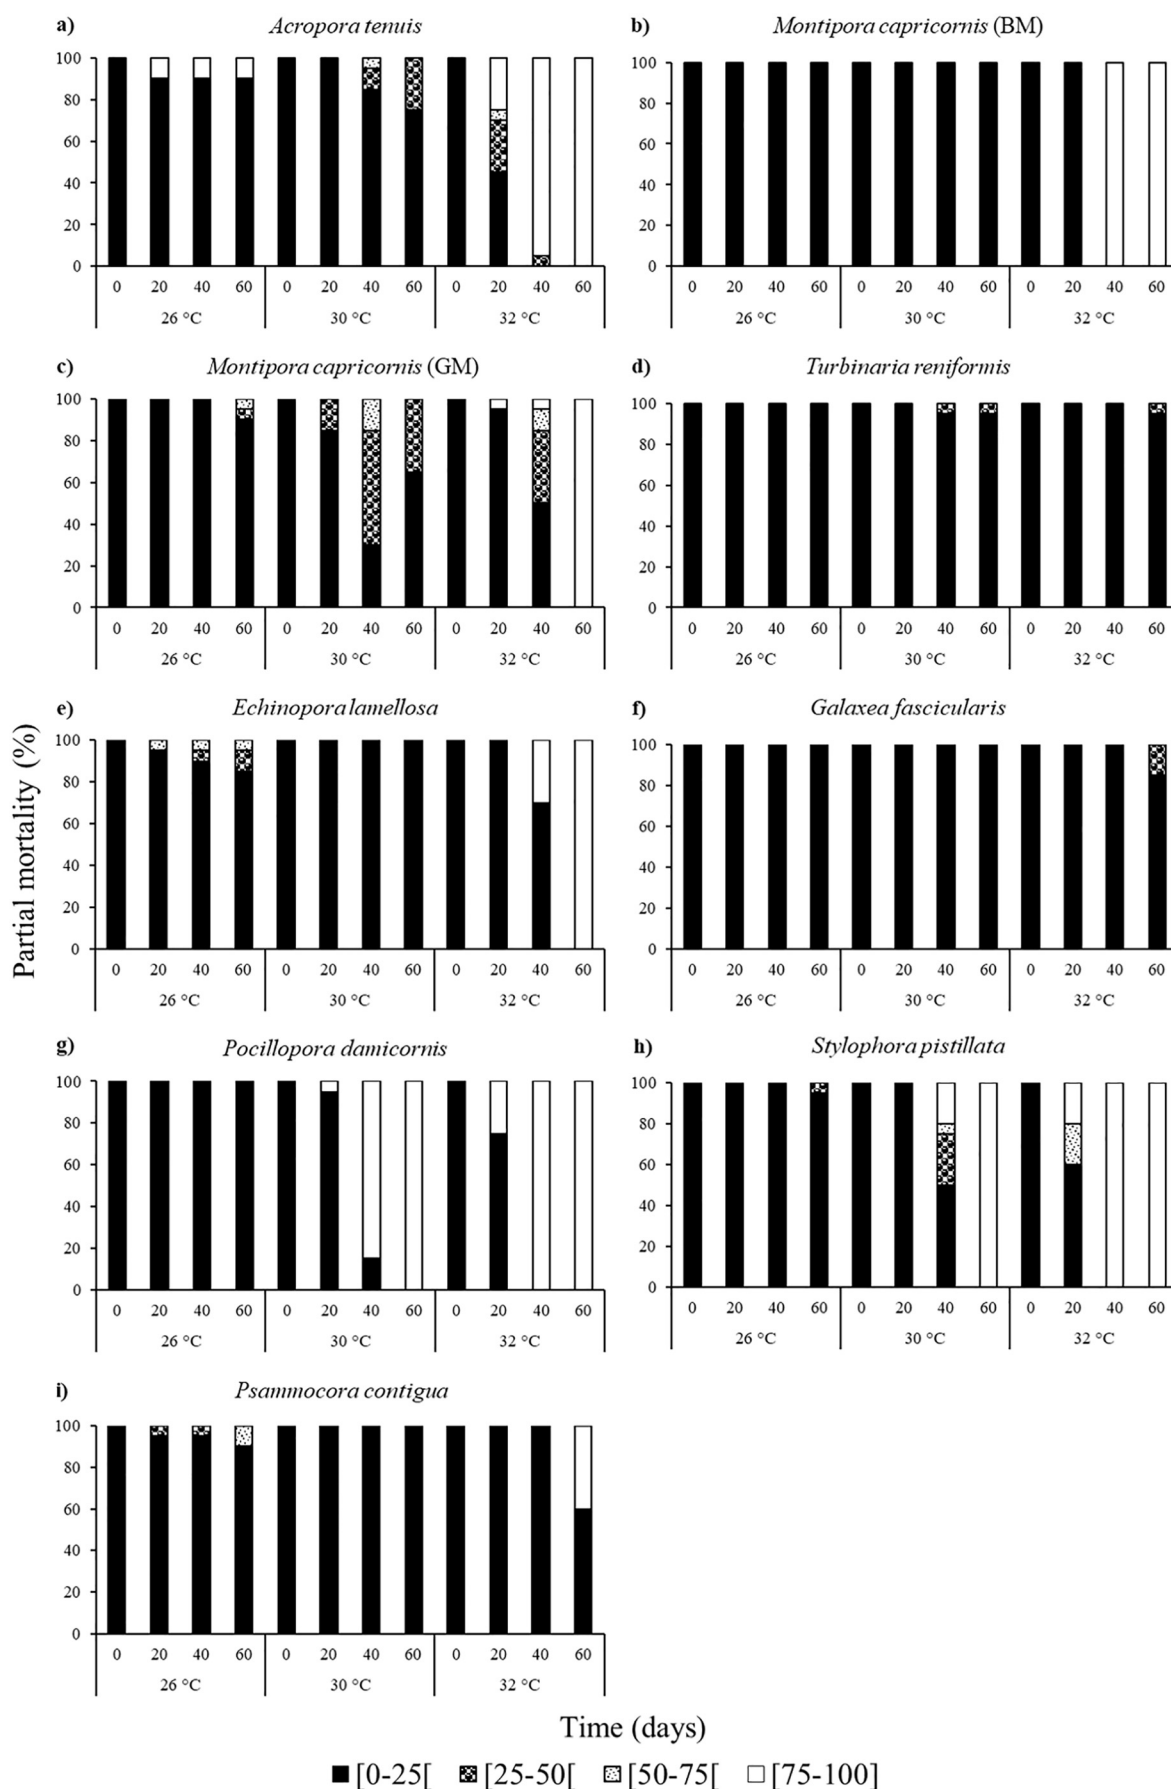 a) Acropora tenuis
100
80
60
40
20
0
0 20 40 60 0 20 40 60 0 20 40 60
26 °C 30 °C 32 °C
b) Montipora capricornis (BM)
100
80
60
40
20
0
0 20 40 60 0 20 40 60 0 20 40 60
26 °C 30 °C 32 °C
c) Montipora capricornis (GM)
100
80
60
40
20
0
0 20 40 60 0 20 40 60 0 20 40 60
26 °C 30 °C 32 °C
d) Turbinaria reniformis
100
80
60
40
20
0
0 20 40 60 0 20 40 60 0 20 40 60
26 °C 30 °C 32 °C
Partial mortality (%)
e) Echinopora lamellosa
100
80
60
40
20
0
0 20 40 60 0 20 40 60 0 20 40 60
26 °C 30 °C 32 °C
f) Galaxea fascicularis
100
80
60
40
20
0
0 20 40 60 0 20 40 60 0 20 40 60
26 °C 30 °C 32 °C
g) Pocillopora damicornis
100
80
60
40
20
0
0 20 40 60 0 20 40 60 0 20 40 60
26 °C 30 °C 32 °C
h) Stylophora pistillata
100
80
60
40
20
0
0 20 40 60 0 20 40 60 0 20 40 60
26 °C 30 °C 32 °C
i) Psammocora contigua
100
80
60
40
20
0
0 20 40 60 0 20 40 60 0 20 40 60
26 °C 30 °C 32 °C
Time (days)
[0-25[ [25-50[ [50-75[ [75-100]